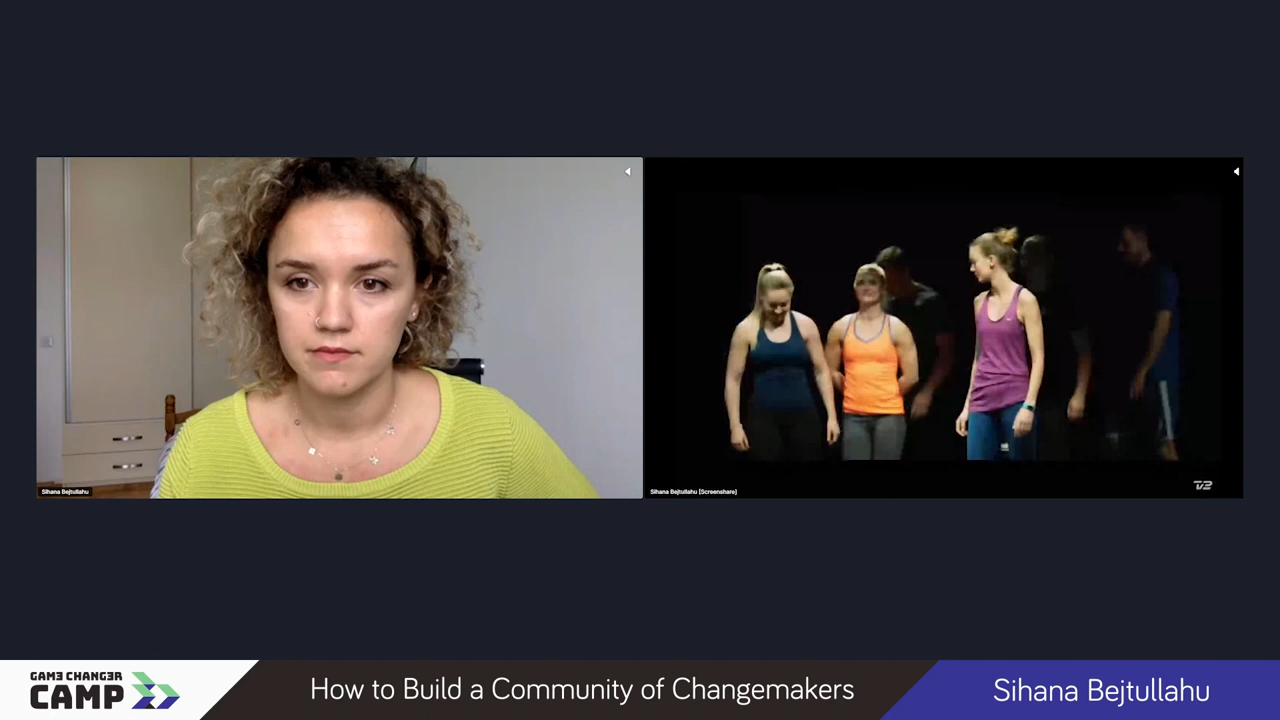 Sihana Bejtullahu
Sihana Bejtullahu [Screenshare]
TV2
GAM3 CHANG3R
CAMP
How to Build a Community of Changemakers
Sihana Bejtullahu